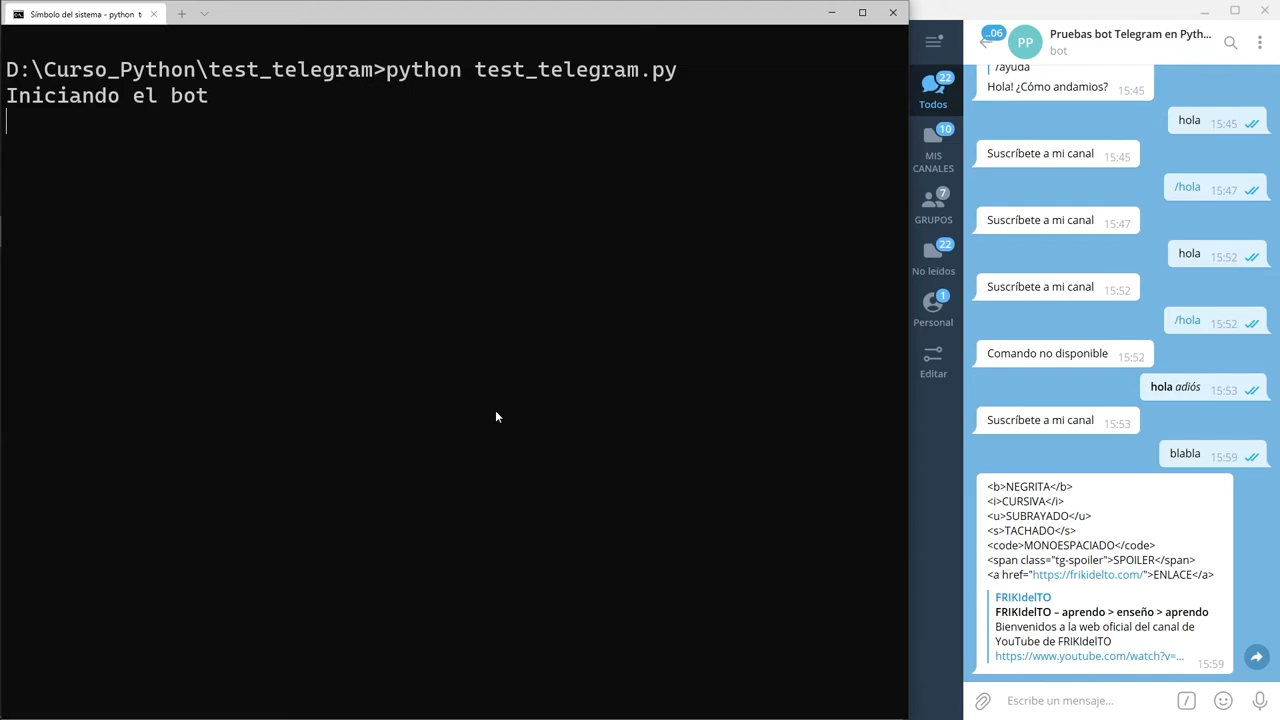 Símbolo del sistema - python t
D:\Curso_Python\test_telegram>python test_telegram.py
Iniciando el bot
..06
22
Todos
10
MIS
CANALES
7
GRUPOS
22
No leídos
1
Personal
Editar
PP
Pruebas bot Telegram en Pyth...
bot
/ayuda
Hola! ¿Cómo andamios? 15:45
hola 15:45
Suscríbete a mi canal 15:45
/hola 15:47
Suscríbete a mi canal 15:47
hola 15:52
Suscríbete a mi canal 15:52
/hola 15:52
Comando no disponible 15:52
hola adiós 15:53
Suscríbete a mi canal 15:53
blabla 15:59
<b>NEGRITA</b>
<i>CURSIVA</i>
<u>SUBRAYADO</u>
<s>TACHADO</s>
<code>MONOESPACIADO</code>
<span class="tg-spoiler">SPOILER</span>
<a href="https://frikidelto.com/">ENLACE</a>
FRIKIdelTO
FRIKIdelTO – aprendo > enseño > aprendo
Bienvenidos a la web oficial del canal de
YouTube de FRIKIdelTO
https://www.youtube.com/watch?v=...
15:59
Escribe un mensaje...